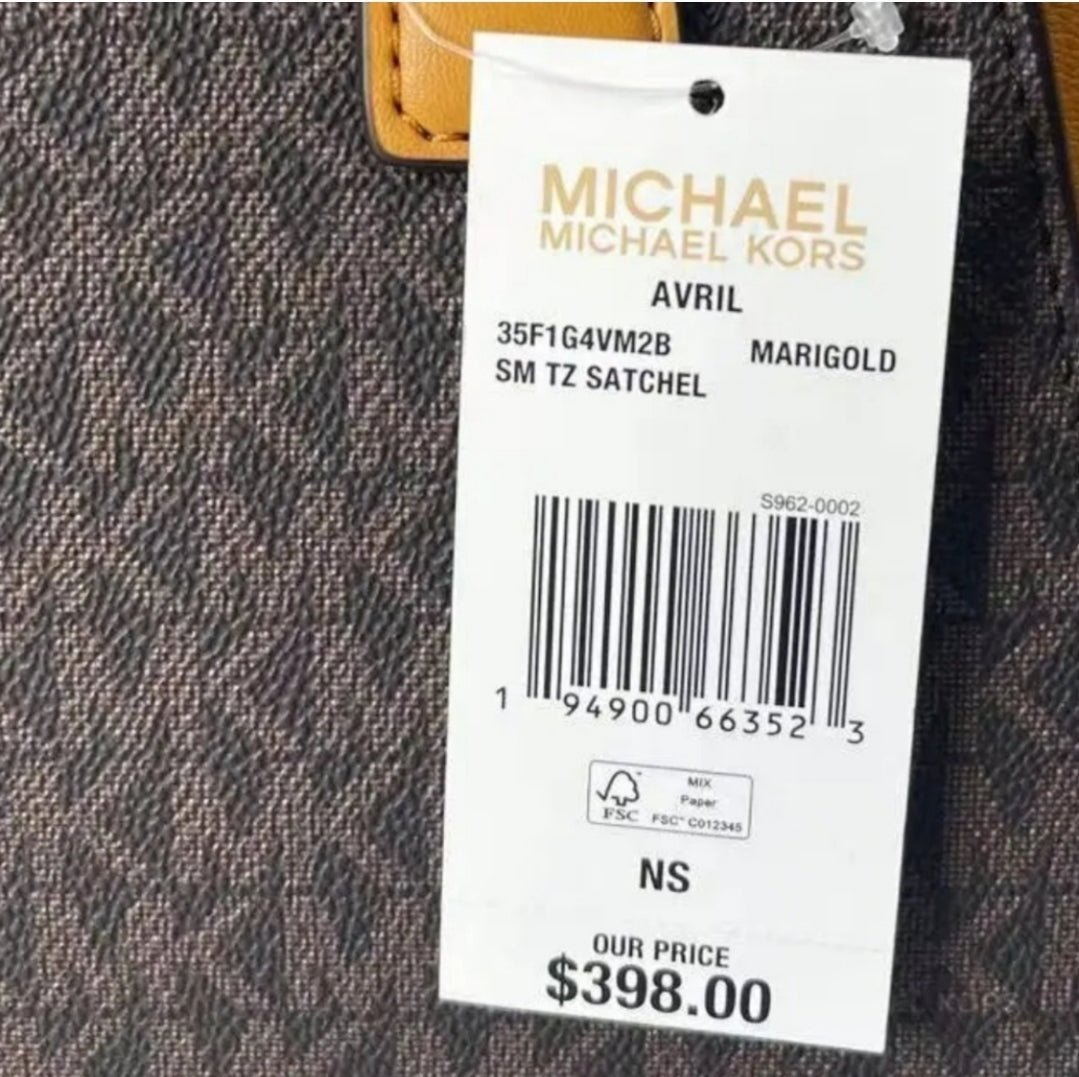 MICHAEL
MICHAEL KORS
AVRIL
35F1G4VM2B MARIGOLD
SM TZ SATCHEL
S962-0002
1 94900 66352 3
MIX
Paper
FSC FSC™ C012345
NS
OUR PRICE
$398.00
KORS